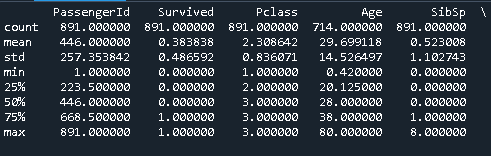 PassengerId Survived Pclass Age SibSp \
count 891.000000 891.000000 891.000000 714.000000 891.000000
mean 446.000000 0.383838 2.308642 29.699118 0.523008
std 257.353842 0.486592 0.836071 14.526497 1.102743
min 1.000000 0.000000 1.000000 0.420000 0.000000
25% 223.500000 0.000000 2.000000 20.125000 0.000000
50% 446.000000 0.000000 3.000000 28.000000 0.000000
75% 668.500000 1.000000 3.000000 38.000000 1.000000
max 891.000000 1.000000 3.000000 80.000000 8.000000